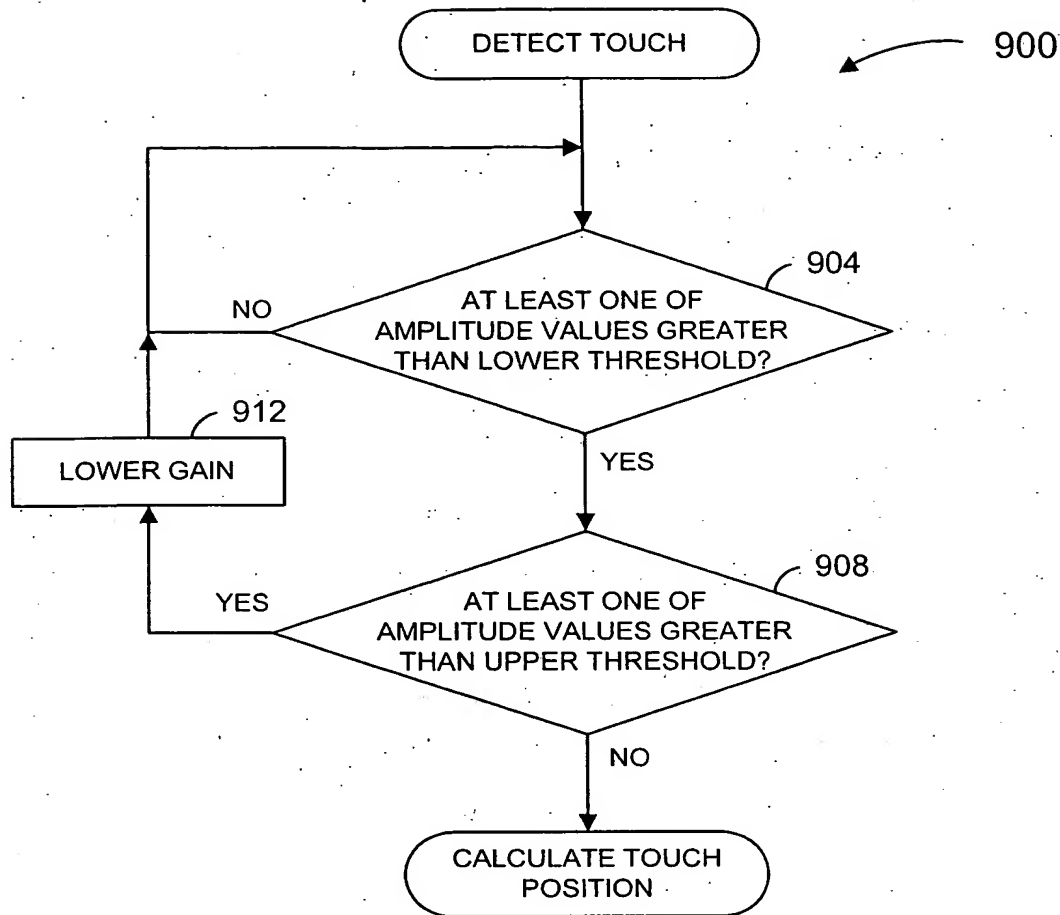 DETECT TOUCH
900
904
AT LEAST ONE OF
AMPLITUDE VALUES GREATER
THAN LOWER THRESHOLD?
NO
912
LOWER GAIN
YES
908
AT LEAST ONE OF
AMPLITUDE VALUES GREATER
THAN UPPER THRESHOLD?
YES
NO
CALCULATE TOUCH
POSITION